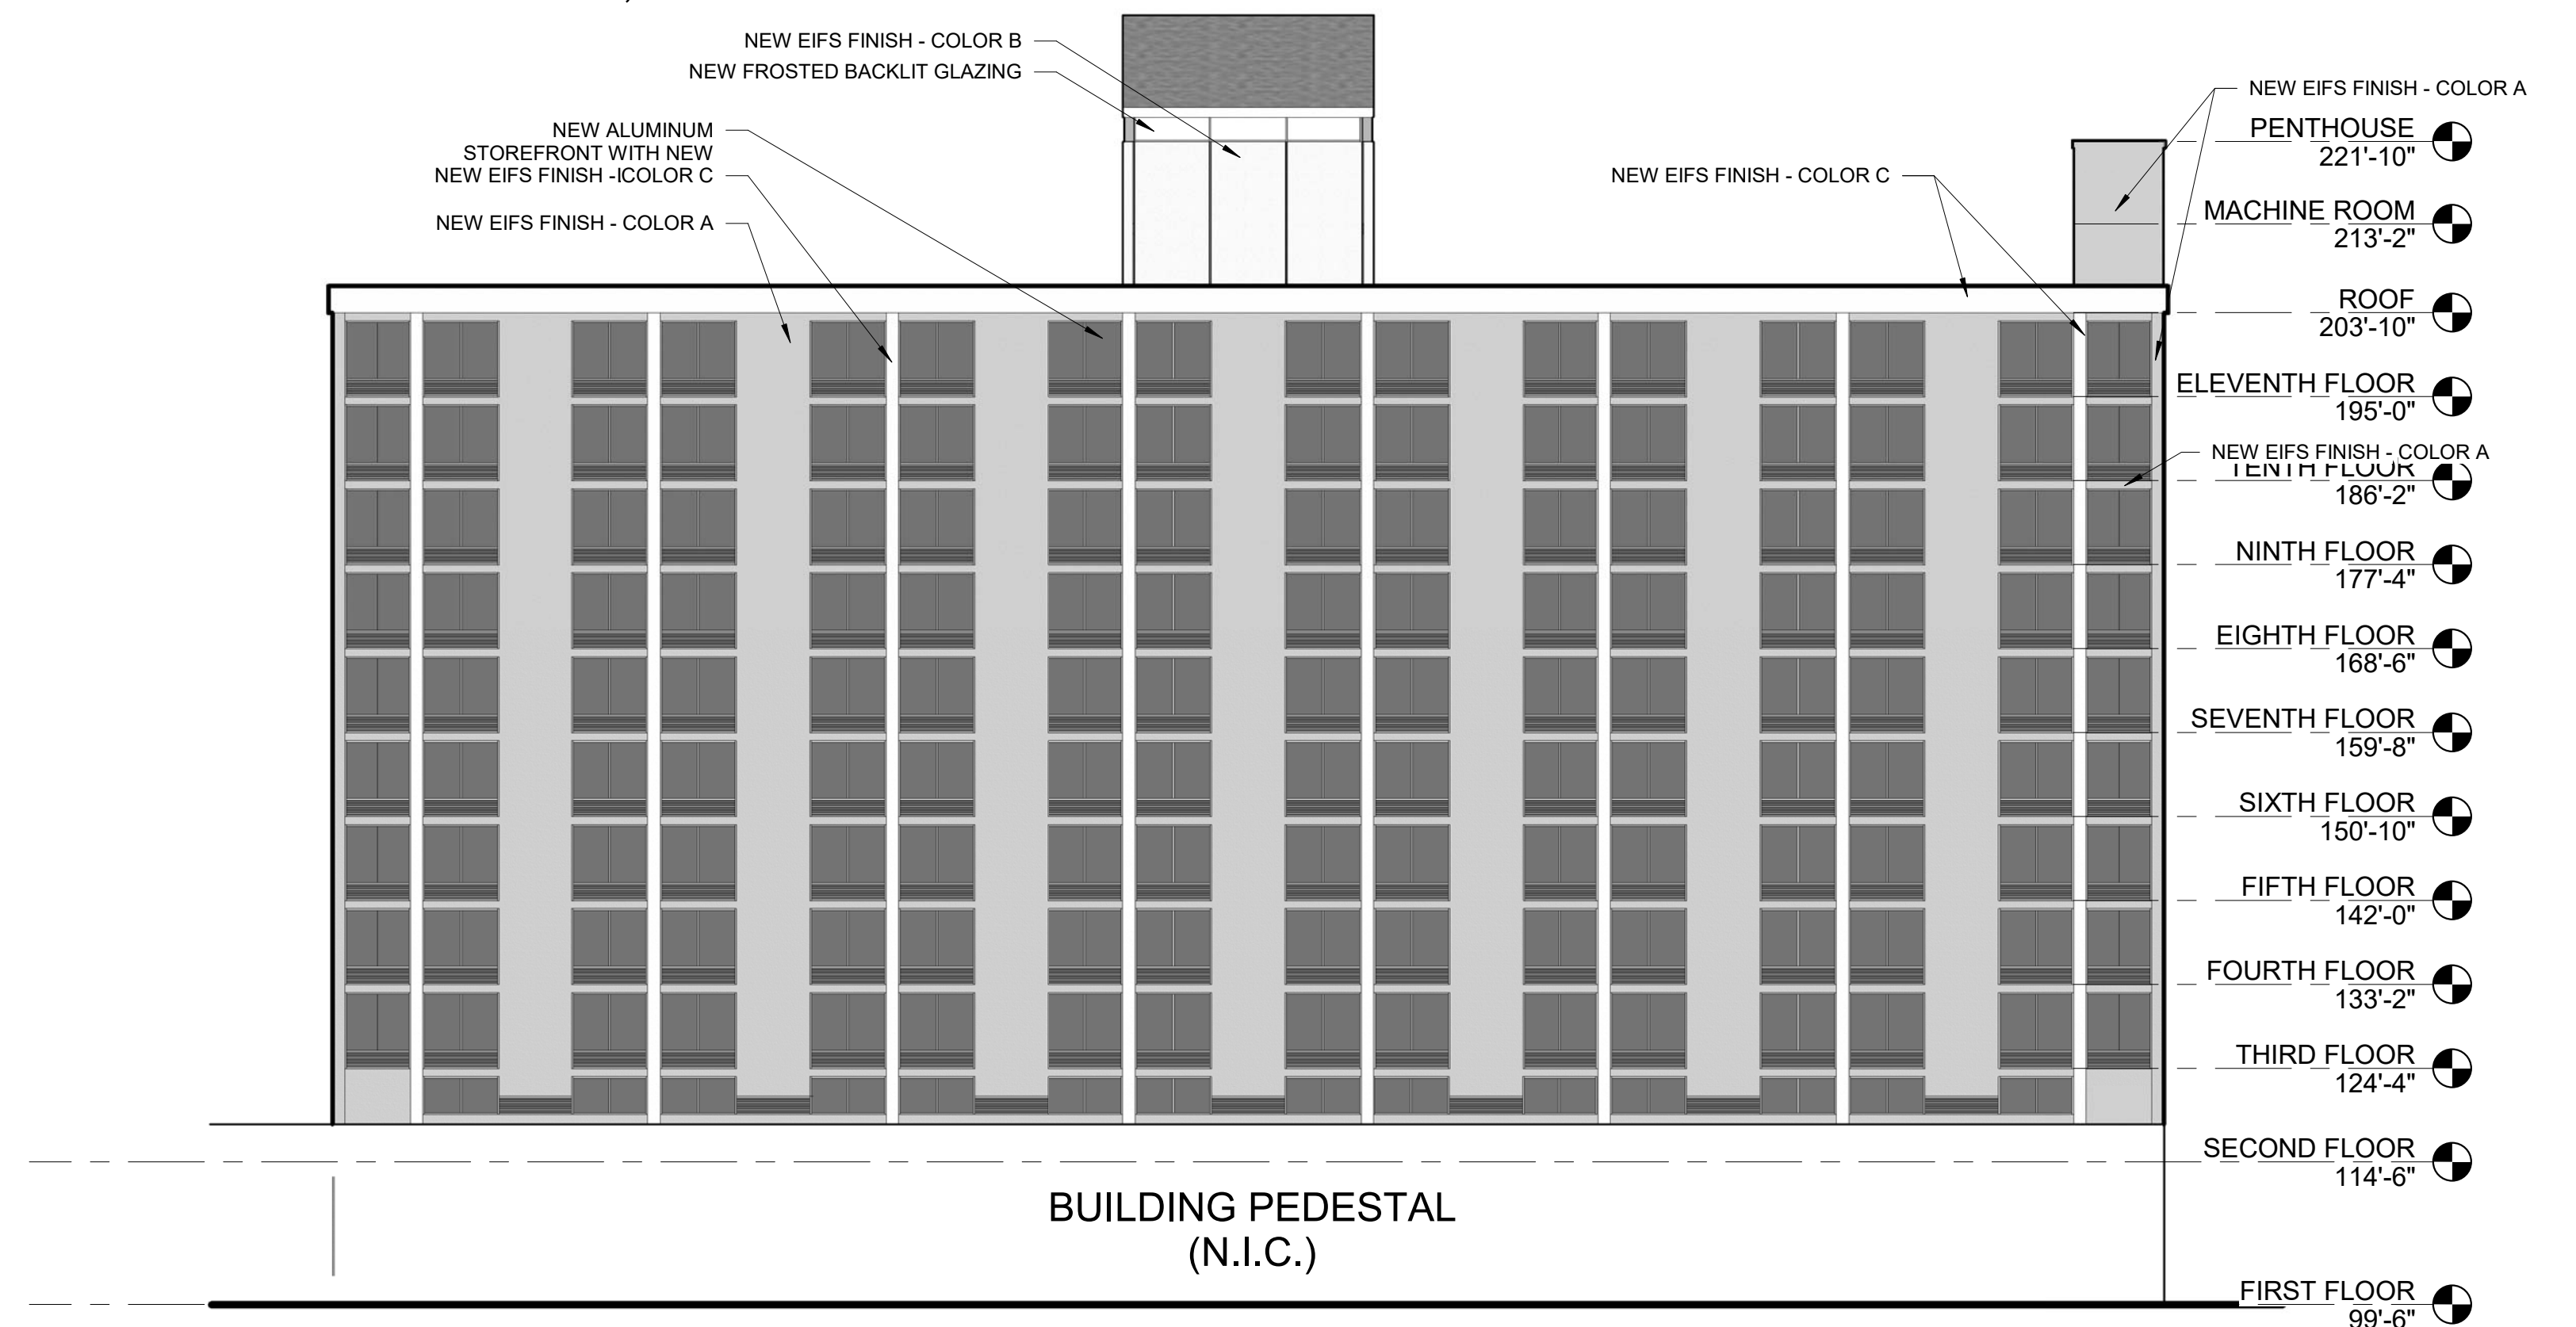 NEW EIFS FINISH - COLOR B
NEW FROSTED BACKLIT GLAZING
NEW ALUMINUM
STOREFRONT WITH NEW
NEW EIFS FINISH -ICOLOR C
NEW EIFS FINISH - COLOR A
NEW EIFS FINISH - COLOR C
NEW EIFS FINISH - COLOR A
PENTHOUSE
221'-10"
MACHINE ROOM
213'-2"
ROOF
203'-10"
ELEVENTH FLOOR
195'-0"
NEW EIFS FINISH - COLOR A
TENTH FLOOR
186'-2"
NINTH FLOOR
177'-4"
EIGHTH FLOOR
168'-6"
SEVENTH FLOOR
159'-8"
SIXTH FLOOR
150'-10"
FIFTH FLOOR
142'-0"
FOURTH FLOOR
133'-2"
THIRD FLOOR
124'-4"
SECOND FLOOR
114'-6"
BUILDING PEDESTAL
(N.I.C.)
FIRST FLOOR
99'-6"